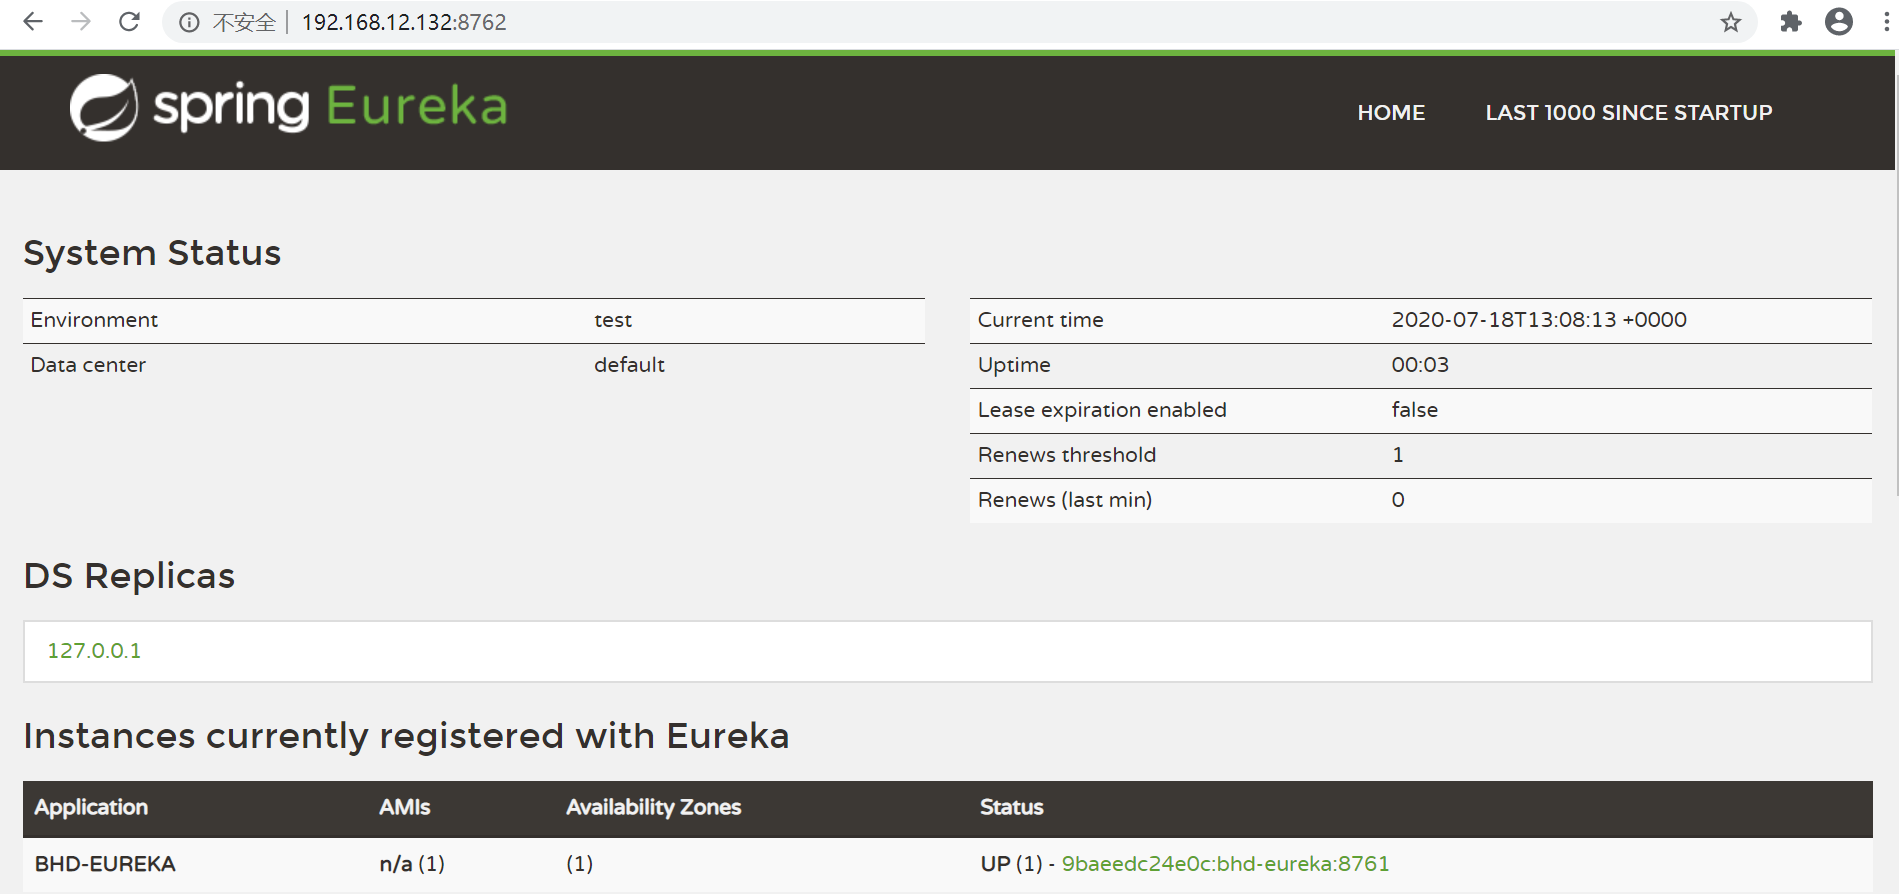 不安全 192.168.12.132:8762
spring Eureka
HOME LAST 1000 SINCE STARTUP
System Status
Environment test
Data center default
Current time 2020-07-18T13:08:13 +0000
Uptime 00:03
Lease expiration enabled false
Renews threshold 1
Renews (last min) 0
DS Replicas
127.0.0.1
Instances currently registered with Eureka
Application AMIs Availability Zones Status
BHD-EUREKA n/a (1) (1) UP (1) - 9baeedc24e0c:bhd-eureka:8761